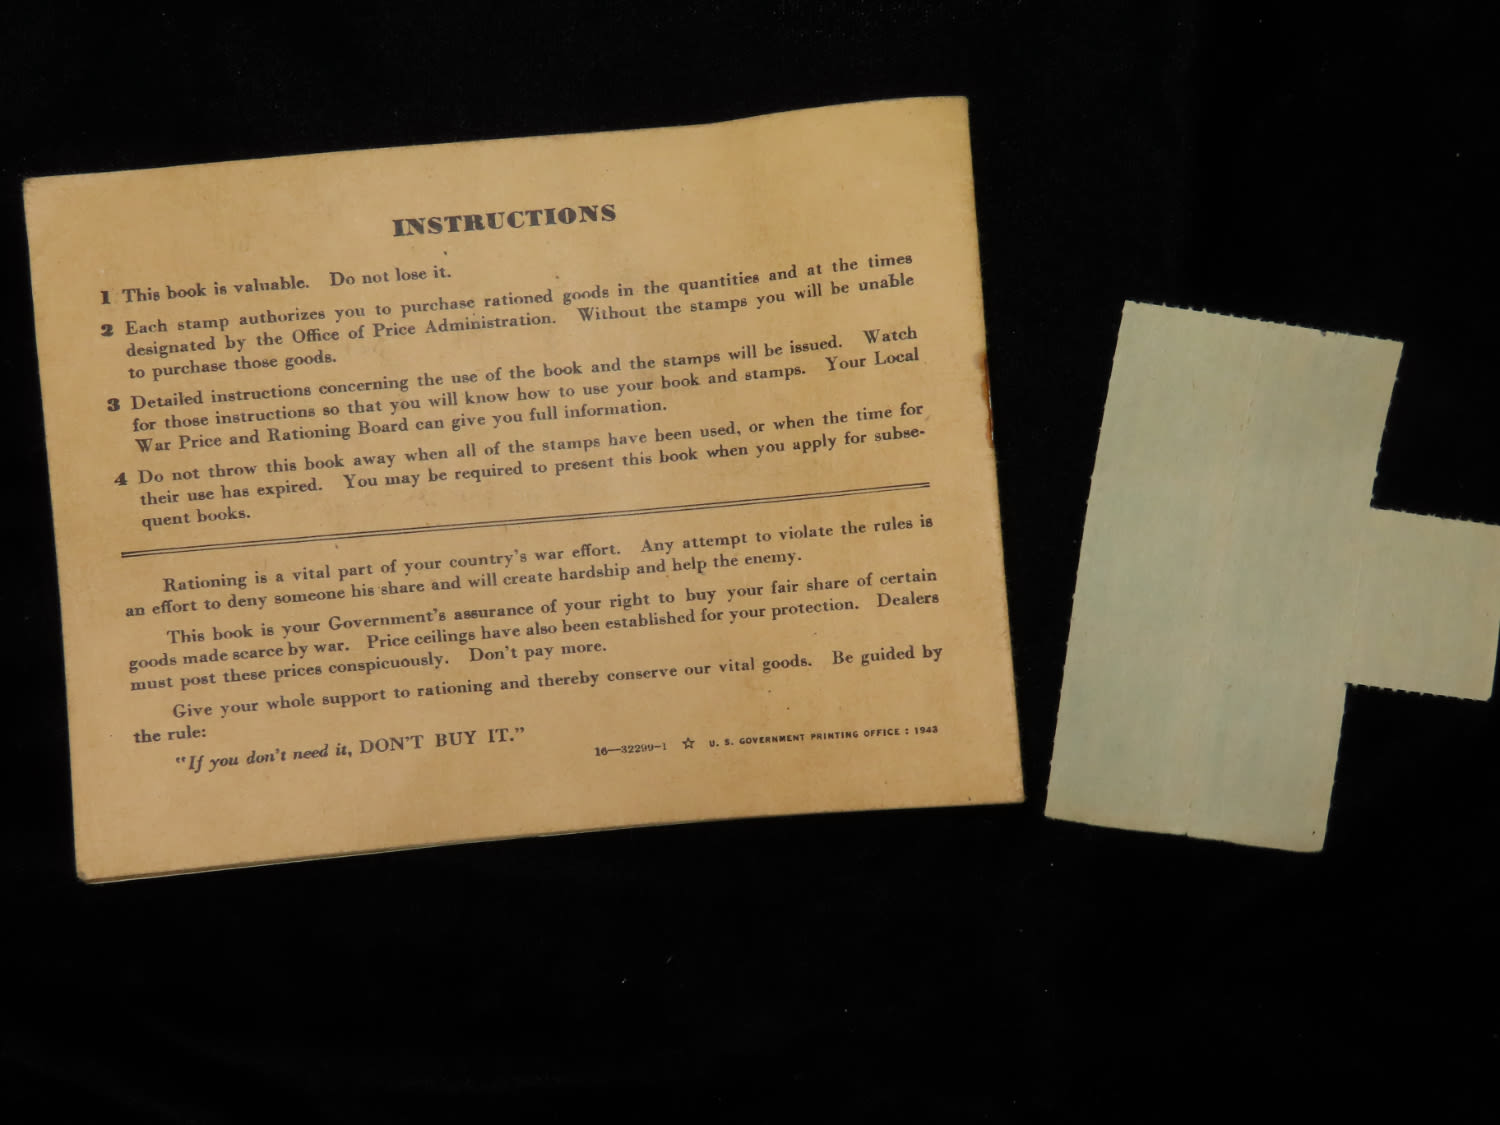 INSTRUCTIONS
1 This book is valuable. Do not lose it.
2 Each stamp authorizes you to purchase rationed goods in the quantities and at the times
designated by the Office of Price Administration. Without the stamps you will be unable
to purchase those goods.
3 Detailed instructions concerning the use of the book and the stamps will be issued. Watch
for those instructions so that you will know how to use your book and stamps. Your Local
War Price and Rationing Board can give you full information.
4 Do not throw this book away when all of the stamps have been used, or when the time for
their use has expired. You may be required to present this book when you apply for subse-
quent books.
Rationing is a vital part of your country's war effort. Any attempt to violate the rules is
an effort to deny someone his share and will create hardship and help the enemy.
This book is your Government's assurance of your right to buy your fair share of certain
goods made scarce by war. Price ceilings have also been established for your protection. Dealers
must post these prices conspicuously. Don't pay more.
Give your whole support to rationing and thereby conserve our vital goods. Be guided by
the rule:
"If you don't need it, DON'T BUY IT."
16—32299-1 ☆ U. S. GOVERNMENT PRINTING OFFICE : 1943